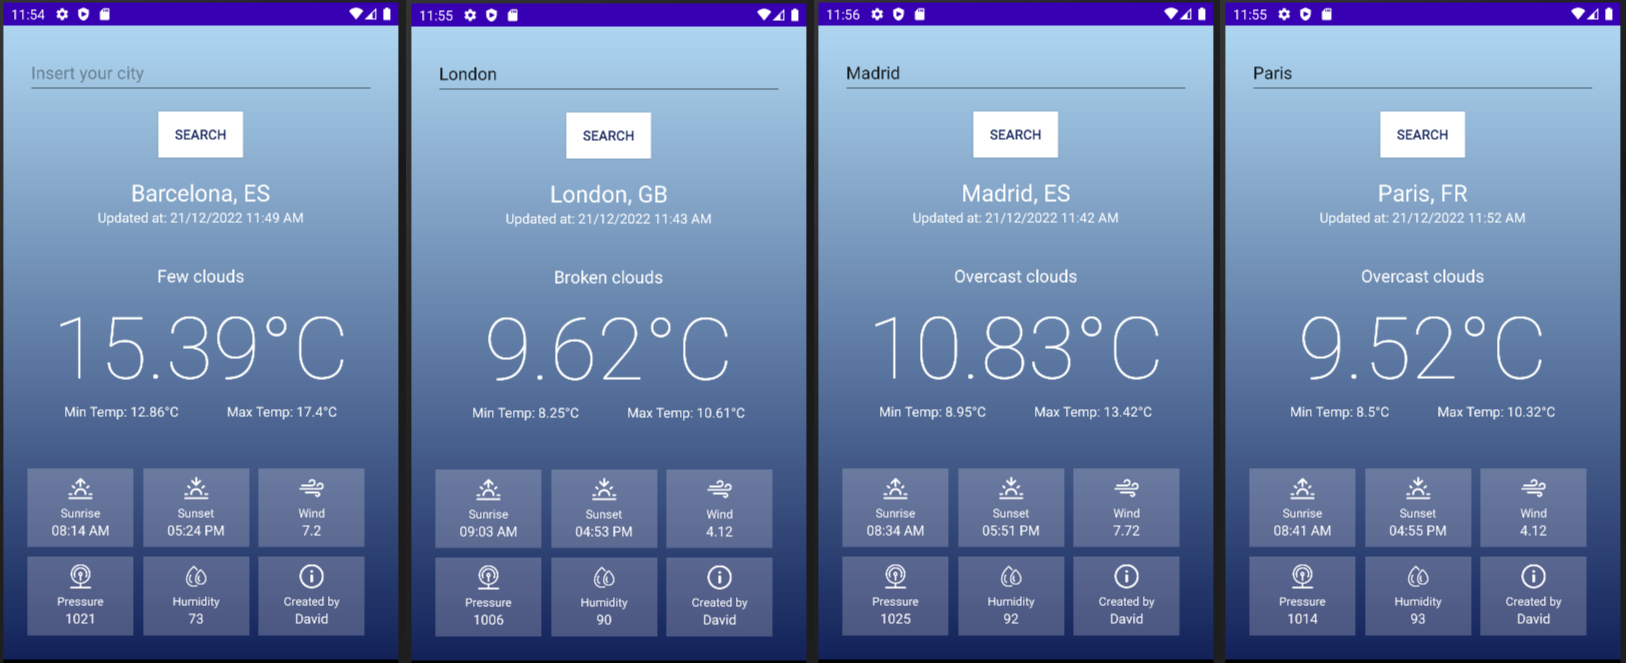 11:54
Insert your city
SEARCH
Barcelona, ES
Updated at: 21/12/2022 11:49 AM
Few clouds
15.39°C
Min Temp: 12.86°C Max Temp: 17.4°C
Sunrise Sunset Wind
08:14 AM 05:24 PM 7.2
Pressure Humidity Created by
1021 73 David
11:55
London
SEARCH
London, GB
Updated at: 21/12/2022 11:43 AM
Broken clouds
9.62°C
Min Temp: 8.25°C Max Temp: 10.61°C
Sunrise Sunset Wind
09:03 AM 04:53 PM 4.12
Pressure Humidity Created by
1006 90 David
11:56
Madrid
SEARCH
Madrid, ES
Updated at: 21/12/2022 11:42 AM
Overcast clouds
10.83°C
Min Temp: 8.95°C Max Temp: 13.42°C
Sunrise Sunset Wind
08:34 AM 05:51 PM 7.72
Pressure Humidity Created by
1025 92 David
11:55
Paris
SEARCH
Paris, FR
Updated at: 21/12/2022 11:52 AM
Overcast clouds
9.52°C
Min Temp: 8.5°C Max Temp: 10.32°C
Sunrise Sunset Wind
08:41 AM 04:55 PM 4.12
Pressure Humidity Created by
1014 93 David